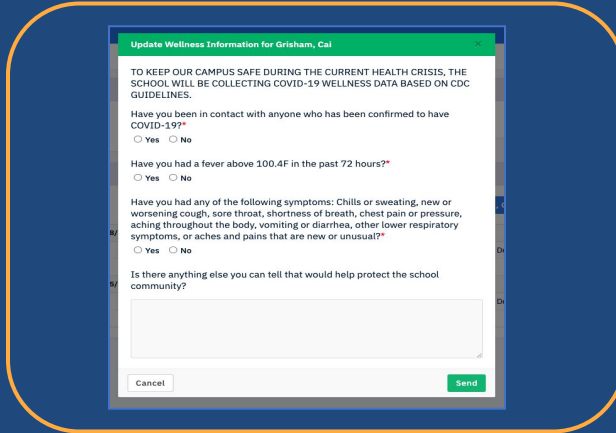 Update Wellness Information for Grisham, Cai
×
TO KEEP OUR CAMPUS SAFE DURING THE CURRENT HEALTH CRISIS, THE
SCHOOL WILL BE COLLECTING COVID-19 WELLNESS DATA BASED ON CDC
GUIDELINES.
Have you been in contact with anyone who has been confirmed to have
COVID-19?*
Yes No
Have you had a fever above 100.4F in the past 72 hours?*
Yes No
Have you had any of the following symptoms: Chills or sweating, new or
worsening cough, sore throat, shortness of breath, chest pain or pressure,
aching throughout the body, vomiting or diarrhea, other lower respiratory
symptoms, or aches and pains that are new or unusual?*
Yes No
Is there anything else you can tell that would help protect the school
community?
Cancel Send